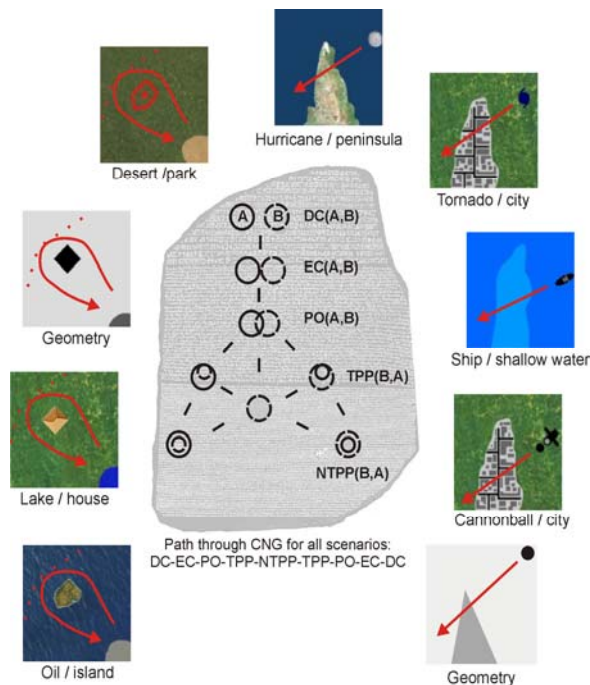 Hurricane / peninsula
Desert /park
Tornado / city
A B DC(A,B)
EC(A,B)
PO(A,B)
Geometry
Ship / shallow water
TPP(B,A)
Lake / house
NTPP(B,A)
Cannonball / city
Path through CNG for all scenarios:
DC-EC-PO-TPP-NTPP-TPP-PO-EC-DC
Oil / island
Geometry